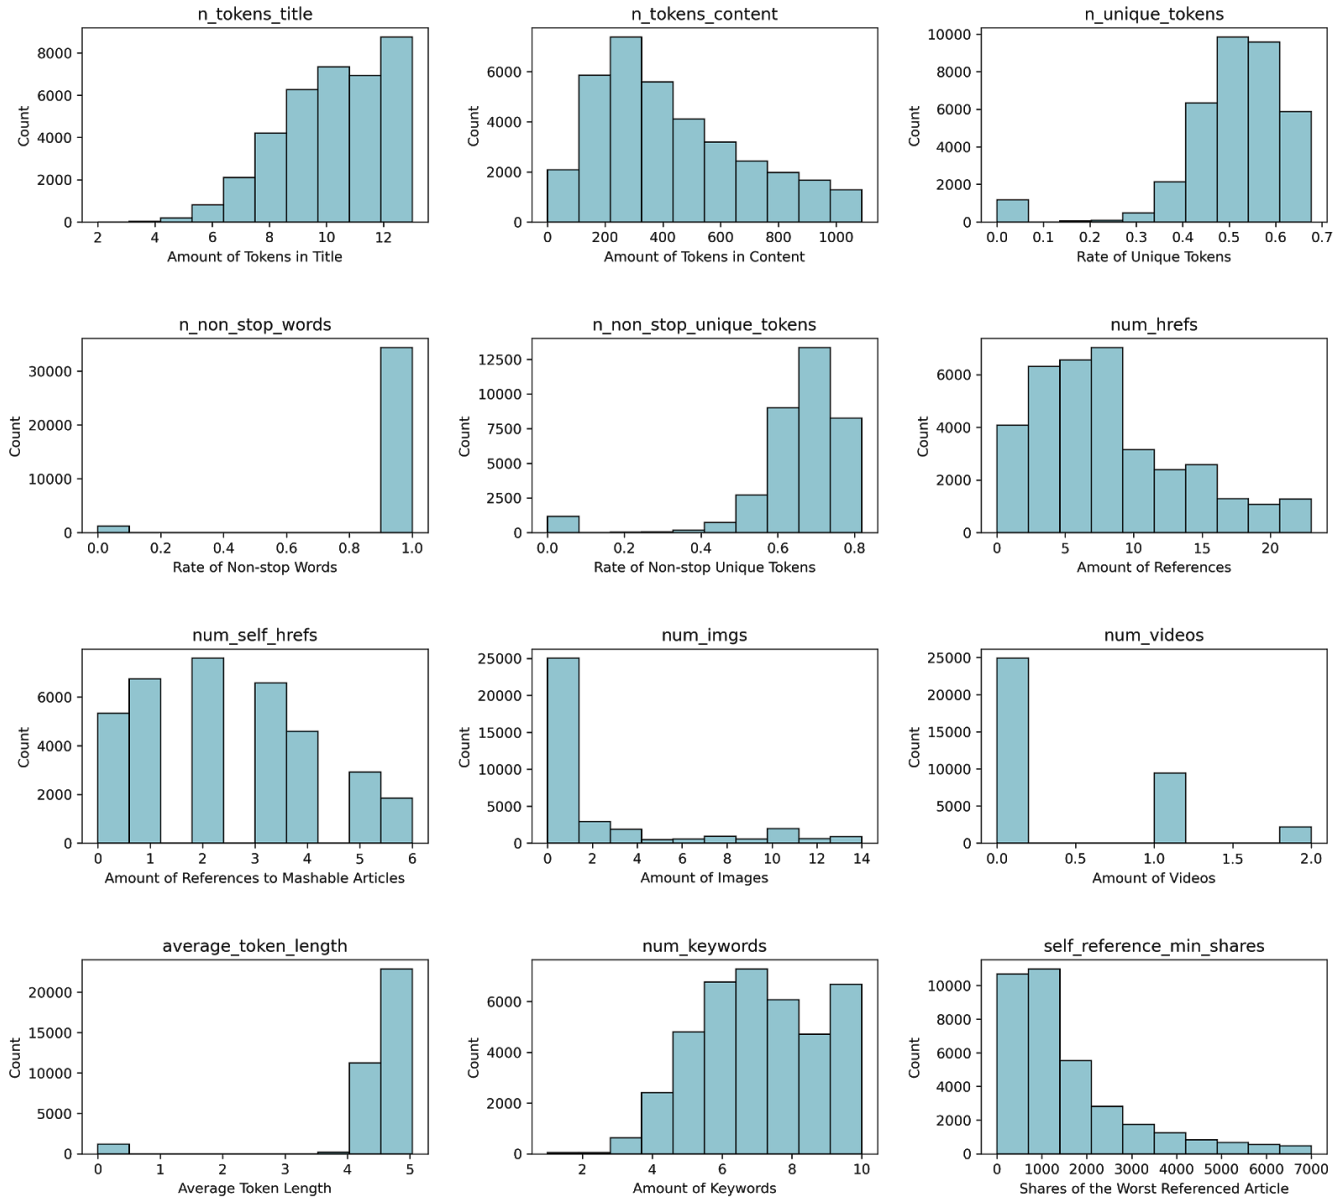 n_tokens_title
8000
6000
4000
2000
0
Count
2 4 6 8 10 12
Amount of Tokens in Title
n_tokens_content
6000
4000
2000
0
Count
0 200 400 600 800 1000
Amount of Tokens in Content
n_unique_tokens
10000
8000
6000
4000
2000
0
Count
0.0 0.1 0.2 0.3 0.4 0.5 0.6 0.7
Rate of Unique Tokens
n_non_stop_words
30000
20000
10000
0
Count
0.0 0.2 0.4 0.6 0.8 1.0
Rate of Non-stop Words
n_non_stop_unique_tokens
12500
10000
7500
5000
2500
0
Count
0.0 0.2 0.4 0.6 0.8
Rate of Non-stop Unique Tokens
num_hrefs
6000
4000
2000
0
Count
0 5 10 15 20
Amount of References
num_self_hrefs
6000
4000
2000
0
Count
0 1 2 3 4 5 6
Amount of References to Mashable Articles
num_imgs
25000
20000
15000
10000
5000
0
Count
0 2 4 6 8 10 12 14
Amount of Images
num_videos
25000
20000
15000
10000
5000
0
Count
0.0 0.5 1.0 1.5 2.0
Amount of Videos
average_token_length
20000
15000
10000
5000
0
Count
0 1 2 3 4 5
Average Token Length
num_keywords
6000
4000
2000
0
Count
2 4 6 8 10
Amount of Keywords
self_reference_min_shares
10000
8000
6000
4000
2000
0
Count
0 1000 2000 3000 4000 5000 6000 7000
Shares of the Worst Referenced Article